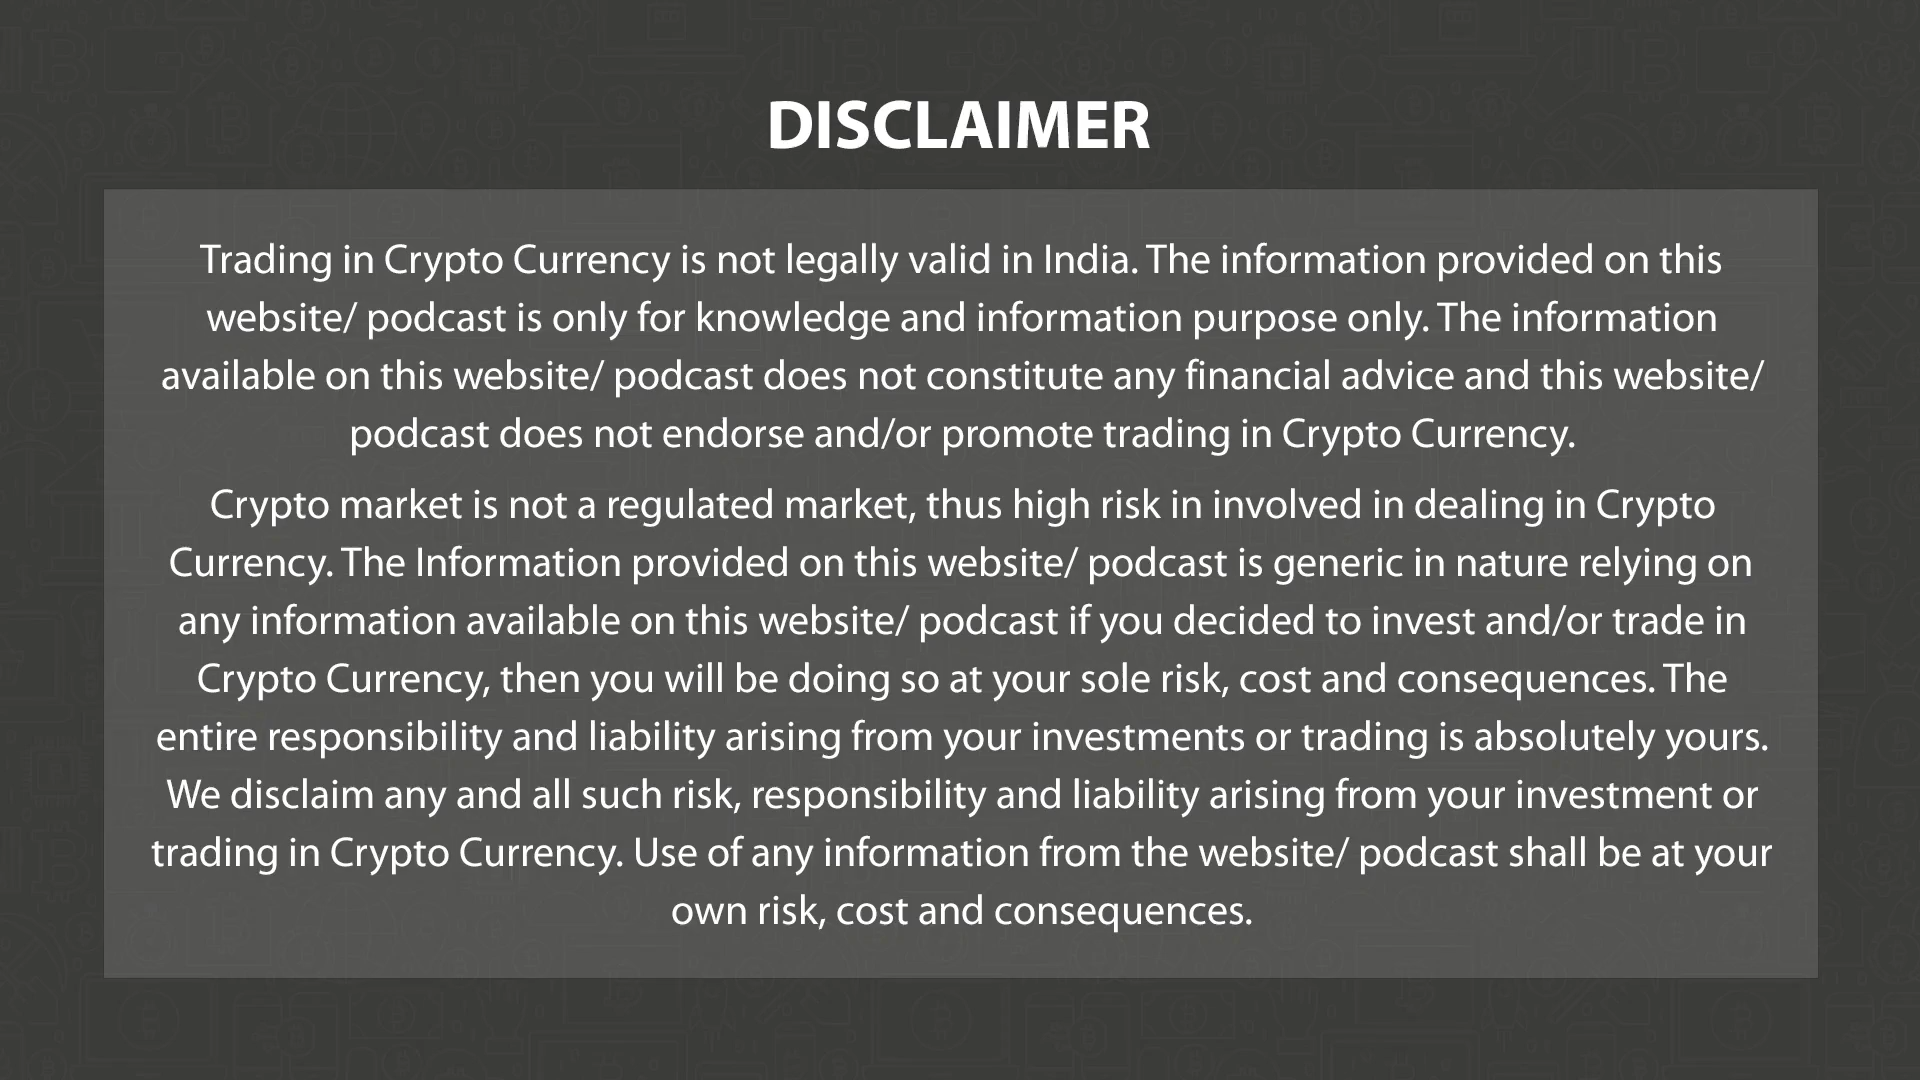 DISCLAIMER
Trading in Crypto Currency is not legally valid in India. The information provided on this
website/ podcast is only for knowledge and information purpose only. The information
available on this website/ podcast does not constitute any financial advice and this website/
podcast does not endorse and/or promote trading in Crypto Currency.
Crypto market is not a regulated market, thus high risk in involved in dealing in Crypto
Currency. The Information provided on this website/ podcast is generic in nature relying on
any information available on this website/ podcast if you decided to invest and/or trade in
Crypto Currency, then you will be doing so at your sole risk, cost and consequences. The
entire responsibility and liability arising from your investments or trading is absolutely yours.
We disclaim any and all such risk, responsibility and liability arising from your investment or
trading in Crypto Currency. Use of any information from the website/ podcast shall be at your
own risk, cost and consequences.